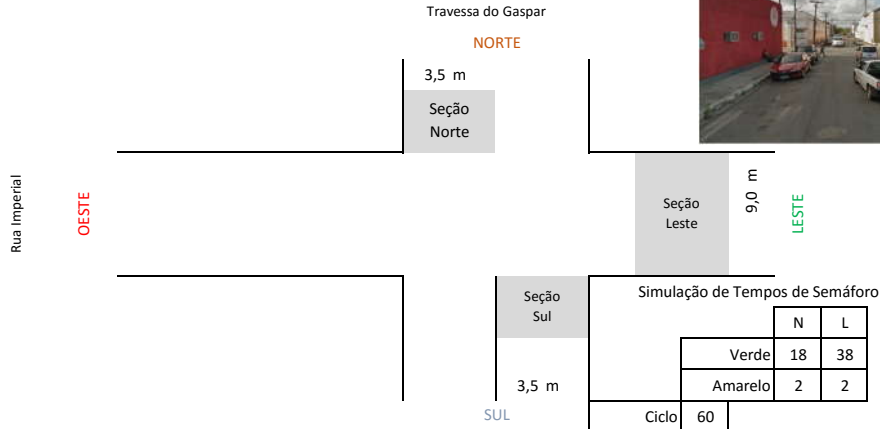 Travessa do Gaspar
NORTE
3,5 m
Seção
Norte
Rua Imperial
OESTE
Seção
Leste
9,0 m
LESTE
Seção
Sul
3,5 m
SUL
Simulação de Tempos de Semáforo
N L
Verde 18 38
Amarelo 2 2
Ciclo 60